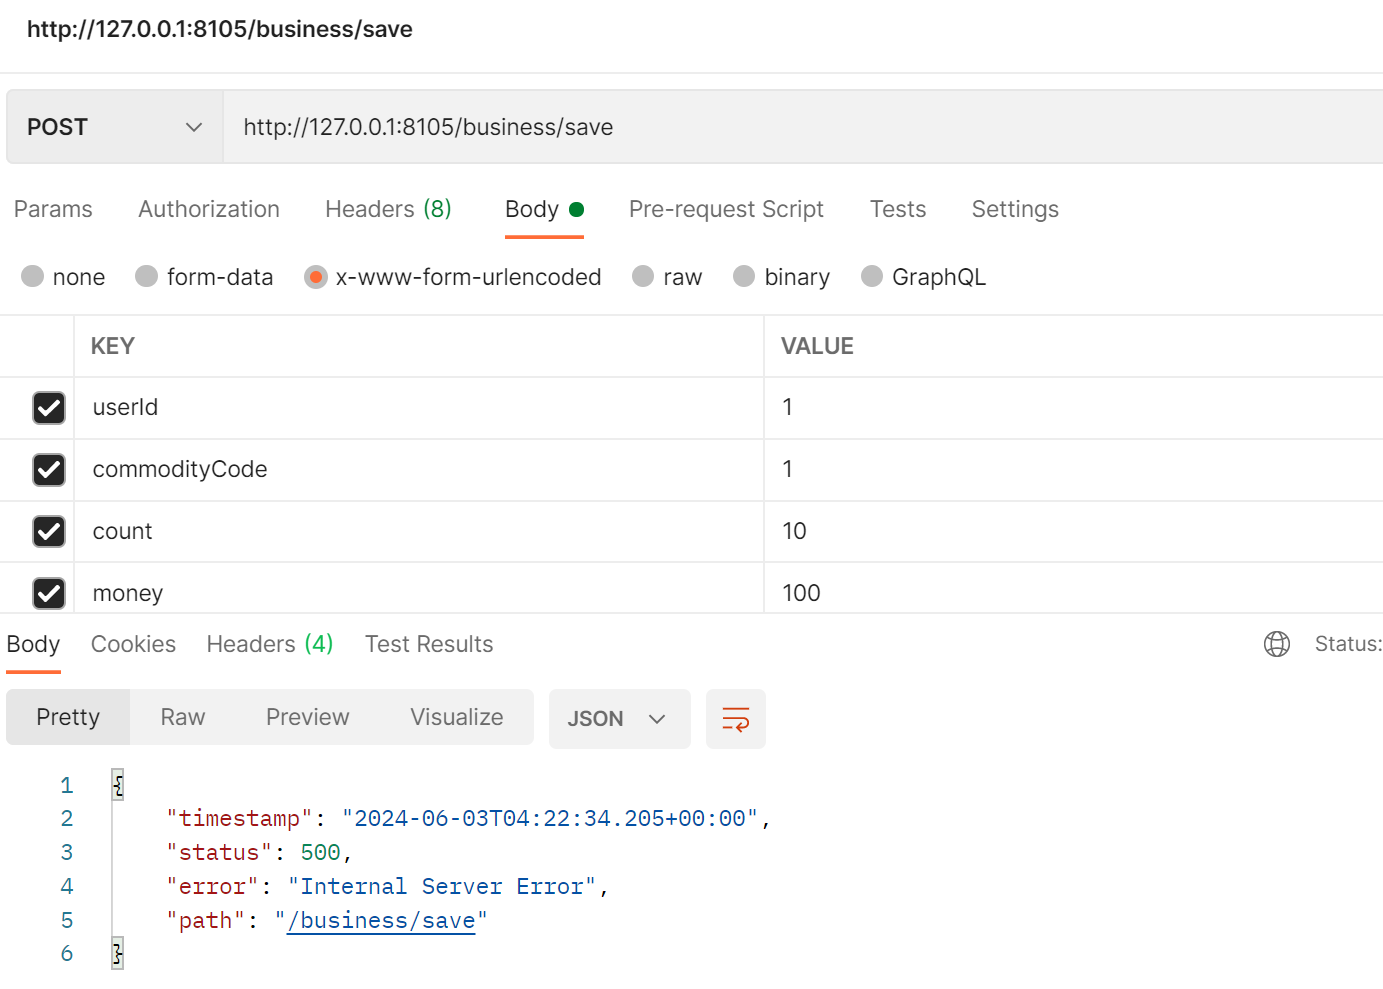 http://127.0.0.1:8105/business/save
POST http://127.0.0.1:8105/business/save
Params Authorization Headers (8) Body Pre-request Script Tests Settings
none form-data x-www-form-urlencoded raw binary GraphQL
KEY VALUE
userId 1
commodityCode 1
count 10
money 100
Body Cookies Headers (4) Test Results Status:
Pretty Raw Preview Visualize JSON
1 {
2 "timestamp": "2024-06-03T04:22:34.205+00:00",
3 "status": 500,
4 "error": "Internal Server Error",
5 "path": "/business/save"
6 }